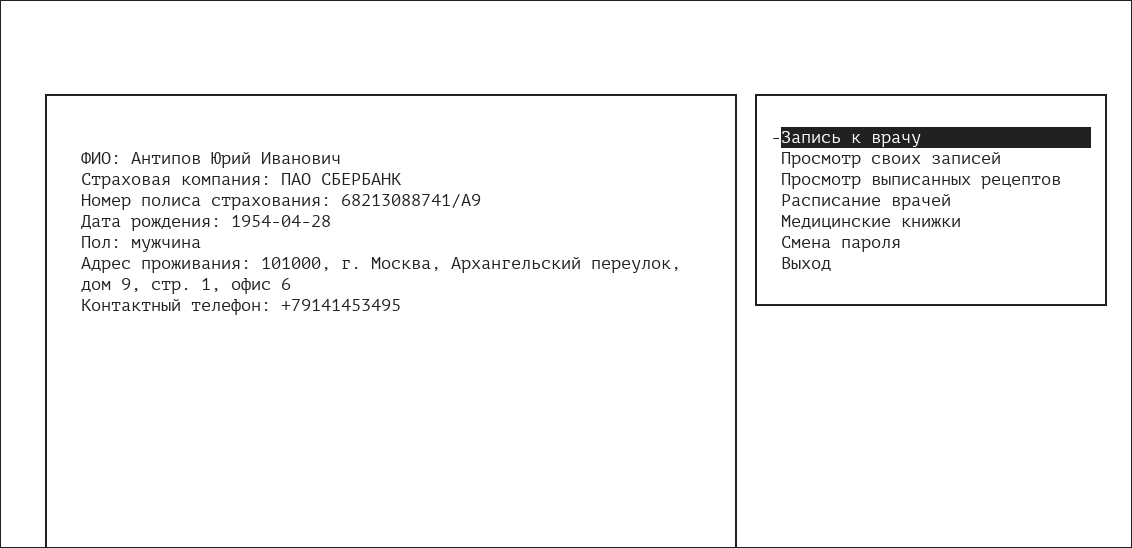 ФИО: Антипов Юрий Иванович
Страховая компания: ПАО СБЕРБАНК
Номер полиса страхования: 68213088741/A9
Дата рождения: 1954-04-28
Пол: мужчина
Адрес проживания: 101000, г. Москва, Архангельский переулок,
дом 9, стр. 1, офис 6
Контактный телефон: +79141453495
-Запись к врачу
Просмотр своих записей
Просмотр выписанных рецептов
Расписание врачей
Медицинские книжки
Смена пароля
Выход